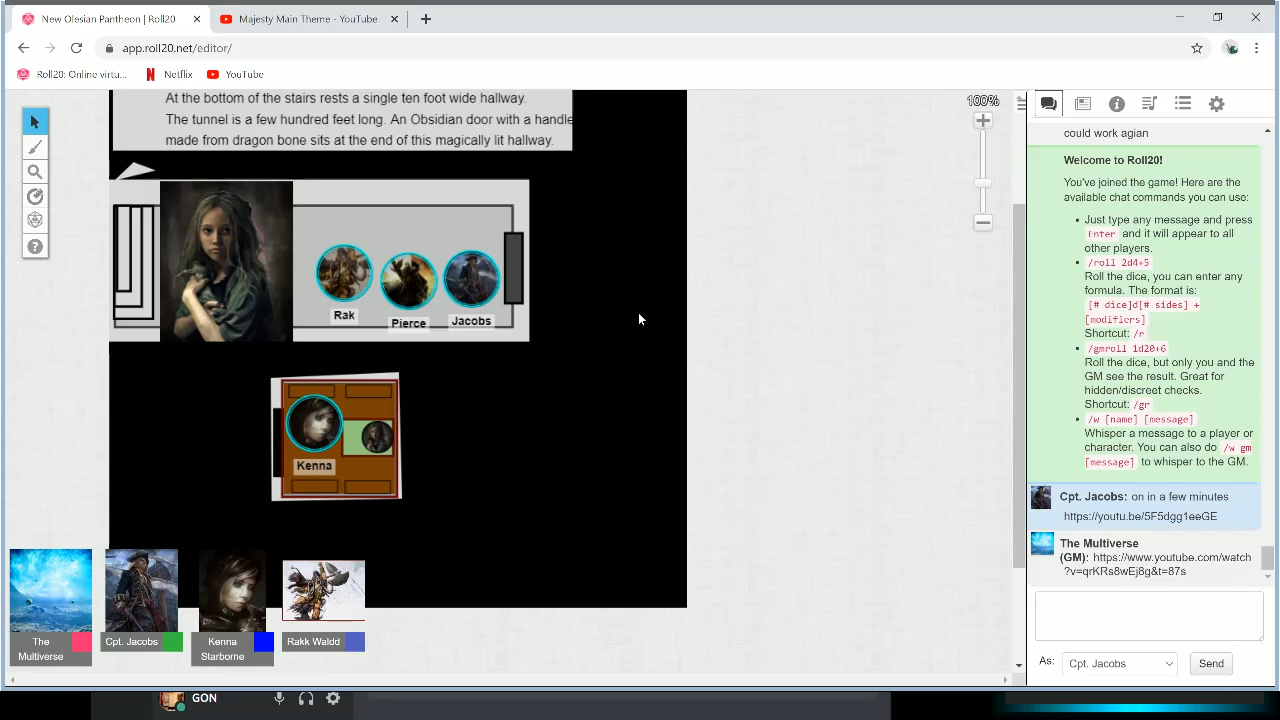 New Olesian Pantheon | Roll20
Majesty Main Theme - YouTube
app.roll20.net/editor/
Roll20: Online virtu...
Netflix
YouTube
At the bottom of the stairs rests a single ten foot wide hallway.
The tunnel is a few hundred feet long. An Obsidian door with a handle
made from dragon bone sits at the end of this magically lit hallway.
Rak
Pierce
Jacobs
Kenna
The
Multiverse
Cpt. Jacobs
Kenna
Starborne
Rakk Waldd
GON
100%
could work agian
Welcome to Roll20!
You've joined the game! Here are the
available chat commands you can use:
• Just type any message and press
Enter and it will appear to all
other players.
• /roll 2d4+5
Roll the dice, you can enter any
formula. The format is:
[# dice]d[# sides] +
[modifiers]
Shortcut: /r
• /gmroll 1d20+6
Roll the dice, but only you and the
GM see the result. Great for
hidden/discreet checks.
Shortcut: /gr
• /w [name] [message]
Whisper a message to a player or
character. You can also do /w gm
[message] to whisper to the GM.
Cpt. Jacobs: on in a few minutes
https://youtu.be/5F5dgg1eeGE
The Multiverse
(GM): https://www.youtube.com/watch
?v=qrKRs8wEj8g&t=87s
As:
Cpt. Jacobs
Send